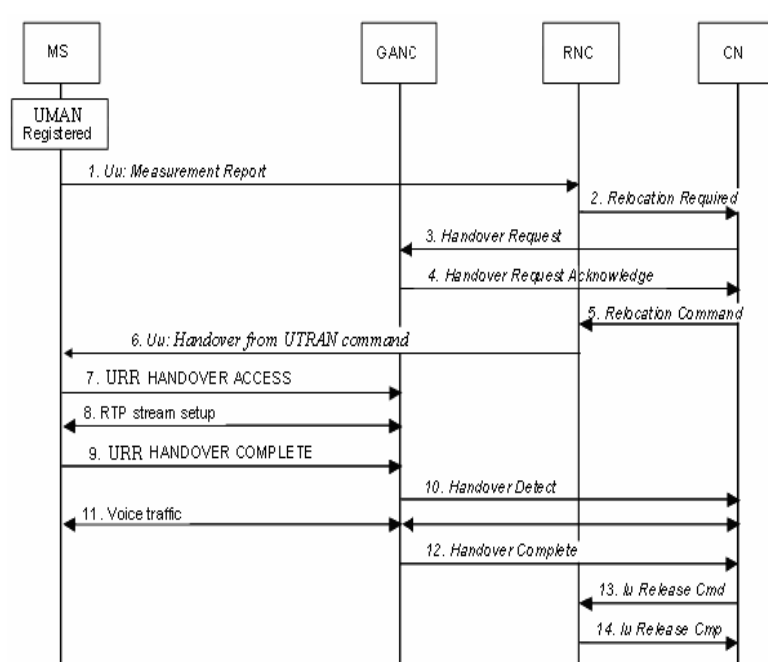 MS
GANC
RNC
CN
UMAN
Registered
1. Uu: Measurement Report
2. Relocation Required
3. Handover Request
4. Handover Request Acknowledge
5. Relocation Command
6. Uu: Handover from UTRAN command
7. URR HANDOVER ACCESS
8. RTP stream setup
9. URR HANDOVER COMPLETE
10. Handover Detect
11. Voice traffic
12. Handover Complete
13. Iu Release Cmd
14. Iu Release Cmp